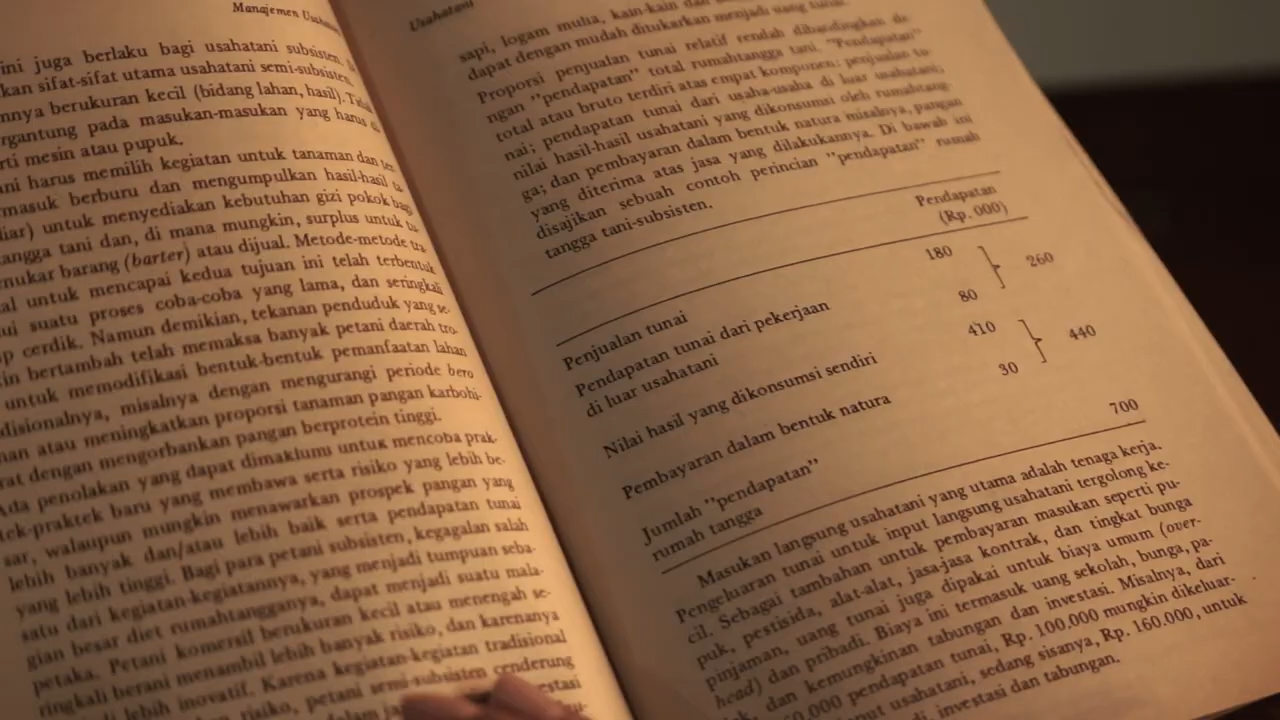 Manajemen
ini juga berlaku bagi usahatani subsisten.
kan sifat-sifat utama usahatani semi-subsisten,
nnya berukuran kecil (bidang lahan, hasil).
rgantung pada masukan-masukan yang harus
rti mesin atau pupuk.
ani harus memilih kegiatan untuk tanaman dan
rmasuk berburu dan mengumpulkan hasil-hasil
liar) untuk menyediakan kebutuhan gizi pokok bagi
angga tani dan, di mana mungkin, surplus untuk
enukar barang (barter) atau dijual. Metode-metode tra-
al untuk mencapai kedua tujuan ini telah terbentuk
ui suatu proses coba-coba yang lama, dan seringkali
p cerdik. Namun demikian, tekanan penduduk yang se-
in bertambah telah memaksa banyak petani daerah tro-
untuk memodifikasi bentuk-bentuk pemanfaatan lahan
disionalnya, misalnya dengan mengurangi periode bero
nan atau meningkatkan proporsi tanaman pangan karbohi-
rat dengan mengorbankan pangan berprotein tinggi.
Ada penolakan yang dapat dimaklumi untuk mencoba prak-
tek-praktek baru yang membawa serta risiko yang lebih be-
sar, walaupun mungkin menawarkan prospek pangan yang
lebih banyak dan/atau lebih baik serta pendapatan tunai
yang lebih tinggi. Bagi para petani subsisten, kegagalan salah
satu dari kegiatan-kegiatannya, yang menjadi tumpuan seba-
gian besar diet rumahtangganya, dapat menjadi suatu mala-
petaka. Petani komersil berukuran kecil atau menengah se-
ringkali berani menambil lebih banyak risiko, dan karenanya
lebih inovatif. Karena kegiatan-kegiatan tradisional
risiko, petani semi-subsisten cenderung
Usahatani
sapi, logam mulia, kain-kain dan
dapat dengan mudah ditukarkan menjadi uang tunai.
Proporsi penjualan tunai relatif rendah dibandingkan de-
ngan "pendapatan" total rumahtangga tani. "Pendapatan"
total atau bruto terdiri atas empat komponen: penjualan tu-
nai; pendapatan tunai dari usaha-usaha di luar usahatani;
nilai hasil-hasil usahatani yang dikonsumsi oleh rumahtang-
ga; dan pembayaran dalam bentuk natura misalnya, pangan
yang diterima atas jasa yang dilakukannya. Di bawah ini
disajikan sebuah contoh perincian "pendapatan" rumah
tangga tani-subsisten.
Pendapatan
(Rp. 000)
Penjualan tunai 180
Pendapatan tunai dari pekerjaan
di luar usahatani 80 260
Nilai hasil yang dikonsumsi sendiri 410
Pembayaran dalam bentuk natura 30 440
Jumlah "pendapatan"
rumah tangga 700
Masukan langsung usahatani yang utama adalah tenaga kerja.
Pengeluaran tunai untuk input langsung usahatani tergolong ke-
cil. Sebagai tambahan untuk pembayaran masukan seperti pu-
puk, pestisida, alat-alat, jasa-jasa kontrak, dan tingkat bunga
pinjaman, uang tunai juga dipakai untuk biaya umum (over-
head) dan pribadi. Biaya ini termasuk uang sekolah, bunga, pa-
dan kemungkinan tabungan dan investasi. Misalnya, dari
pendapatan tunai, Rp. 100.000 mungkin dikeluar-
usahatani, sedang sisanya, Rp. 160.000, untuk
investasi dan tabungan.